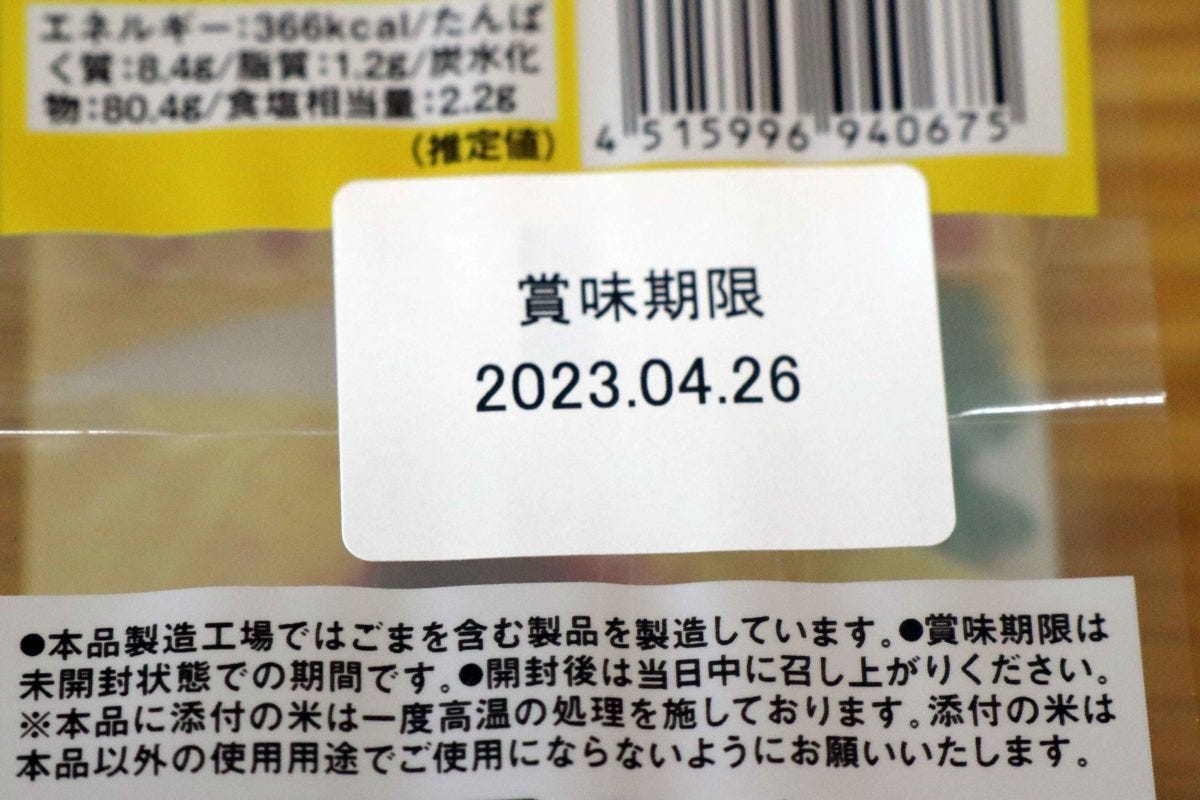 エネルギー:366kcal/たんぱ
く質:8.4g/脂質:1.2g/炭水化
物:80.4g/食塩相当量:2.2g
(推定値)
4 515996 940675
賞味期限
2023.04.26
●本品製造工場ではごまを含む製品を製造しています。●賞味期限は
未開封状態での期間です。●開封後は当日中に召し上がりください。
※本品に添付の米は一度高温の処理を施しております。添付の米は
本品以外の使用用途でご使用にならないようにお願いいたします。